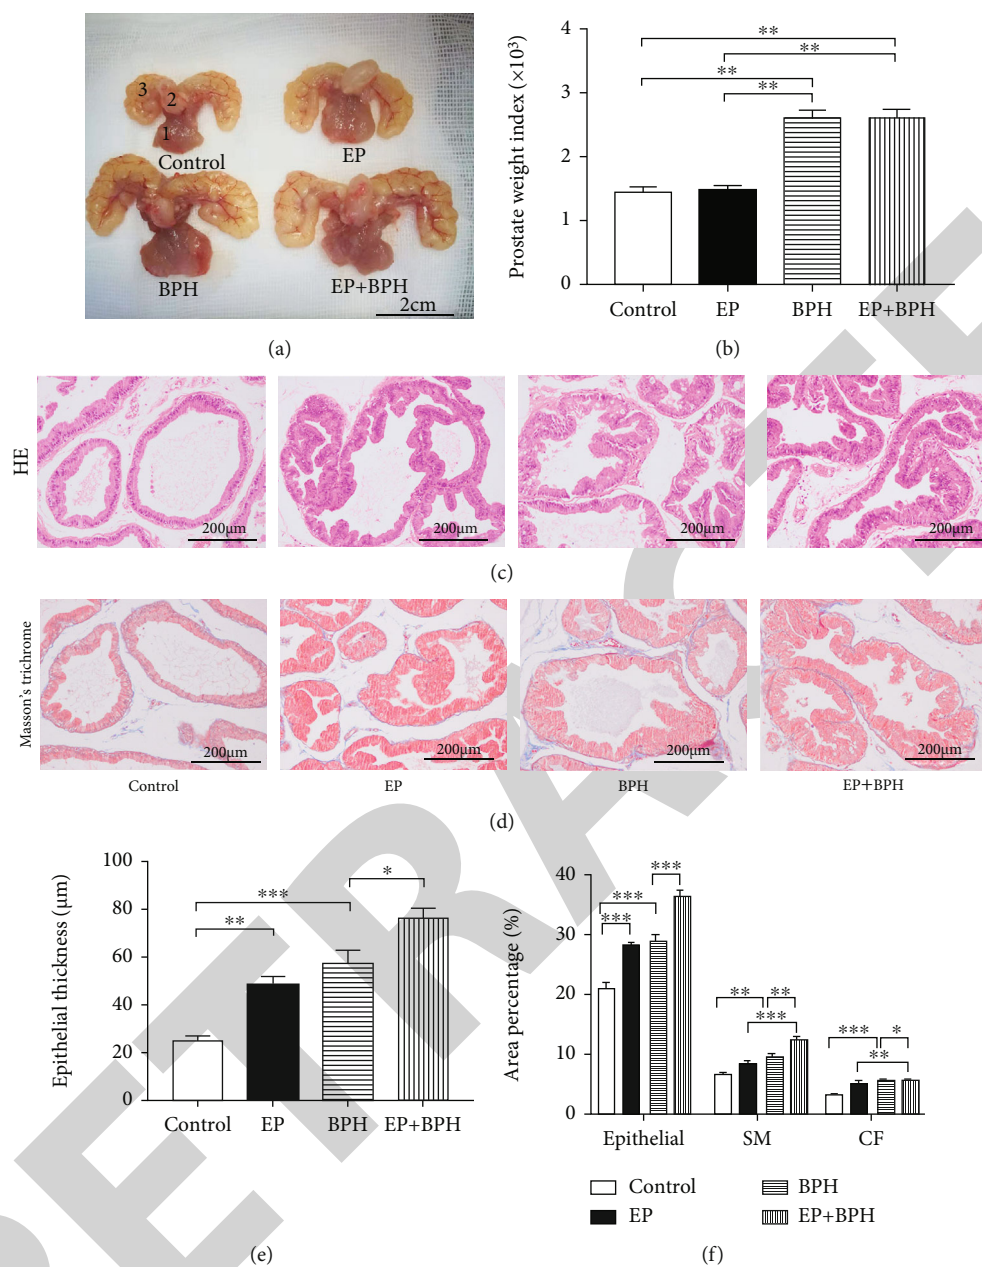 3
2
1
Control
EP
BPH
EP+BPH
2cm
(a)
Prostate weight index (×10³)
4
3
2
1
0
**
**
**
**
Control EP BPH EP+BPH
(b)
HE
200μm 200μm 200μm 200μm
(c)
Masson's trichrome
200μm 200μm 200μm 200μm
Control EP BPH EP+BPH
(d)
Epithelial thickness (μm)
100
80
60
40
20
0
*
***
**
Control EP BPH EP+BPH
(e)
Area percentage (%)
40
30
20
10
0
***
***
***
** **
***
*** *
**
Epithelial SM CF
Control BPH
EP EP+BPH
(f)
RETRACTED